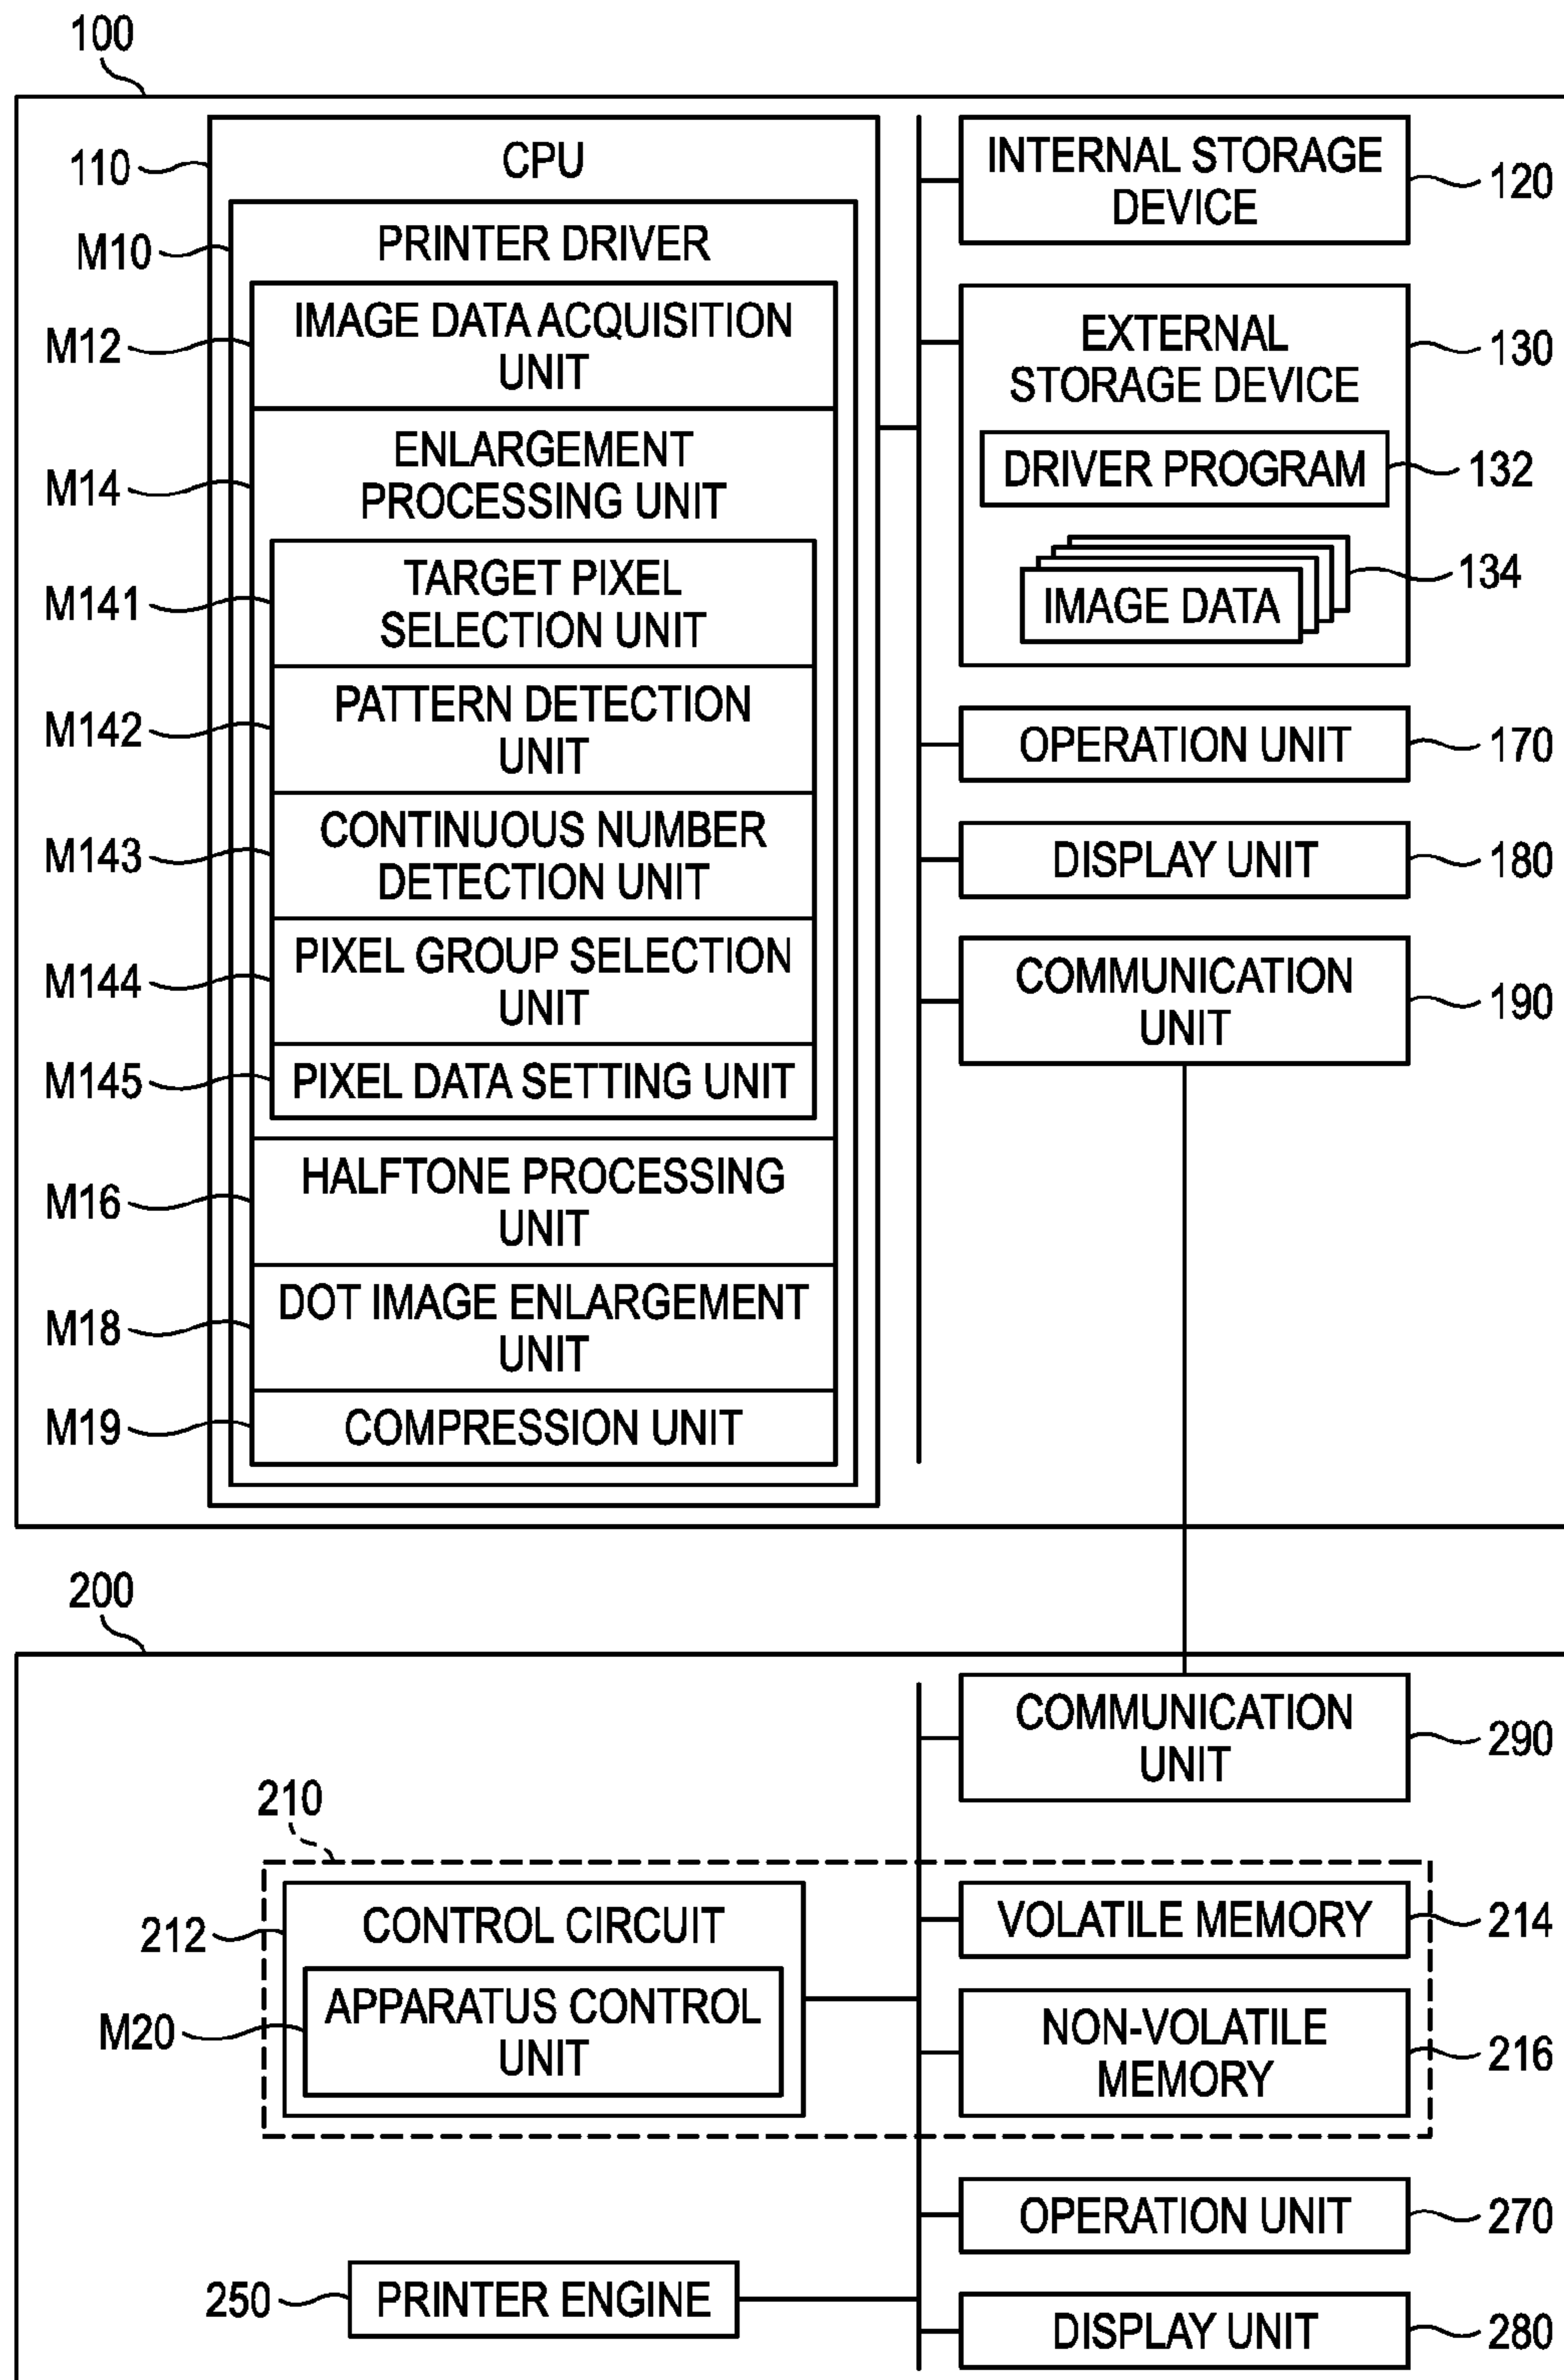 100
110
CPU
M10
PRINTER DRIVER
M12
IMAGE DATA ACQUISITION
UNIT
M14
ENLARGEMENT
PROCESSING UNIT
M141
TARGET PIXEL
SELECTION UNIT
M142
PATTERN DETECTION
UNIT
M143
CONTINUOUS NUMBER
DETECTION UNIT
M144
PIXEL GROUP SELECTION
UNIT
M145
PIXEL DATA SETTING UNIT
M16
HALFTONE PROCESSING
UNIT
M18
DOT IMAGE ENLARGEMENT
UNIT
M19
COMPRESSION UNIT
INTERNAL STORAGE
DEVICE
120
EXTERNAL
STORAGE DEVICE
130
DRIVER PROGRAM
132
IMAGE DATA
134
OPERATION UNIT
170
DISPLAY UNIT
180
COMMUNICATION
UNIT
190
200
COMMUNICATION
UNIT
290
210
212
CONTROL CIRCUIT
M20
APPARATUS CONTROL
UNIT
VOLATILE MEMORY
214
NON-VOLATILE
MEMORY
216
OPERATION UNIT
270
250
PRINTER ENGINE
DISPLAY UNIT
280